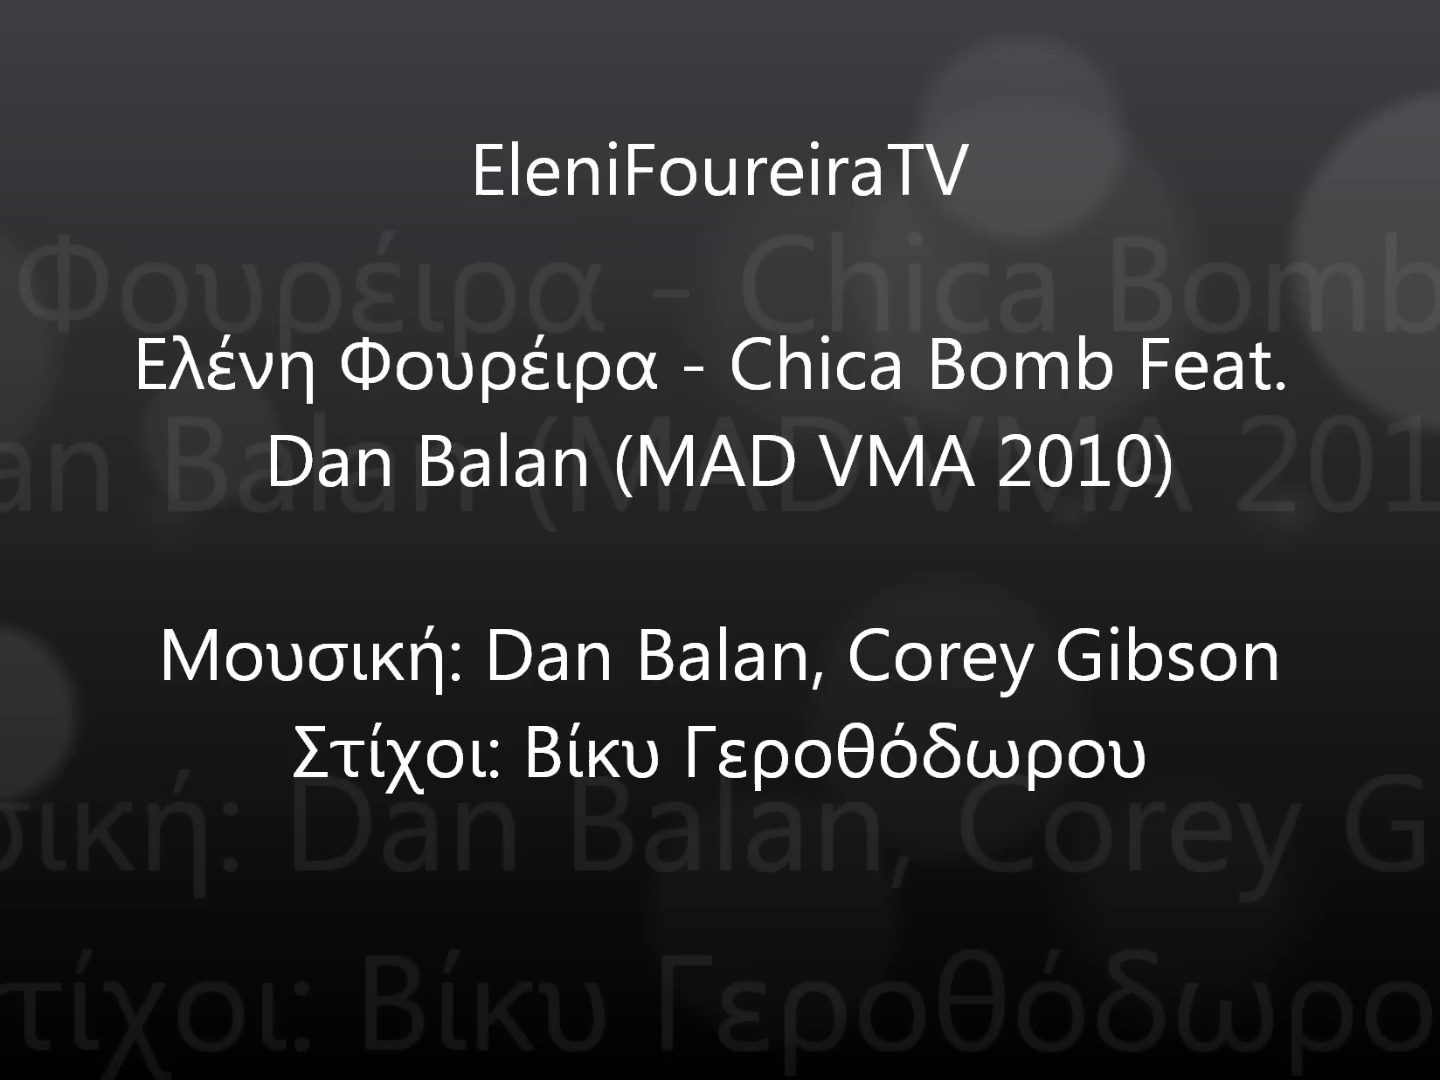 EleniFoureiraTV
Ελένη Φουρέιρα - Chica Bomb Feat.
Dan Balan (MAD VMA 2010)
Μουσική: Dan Balan, Corey Gibson
Στίχοι: Βίκυ Γεροθόδωρου